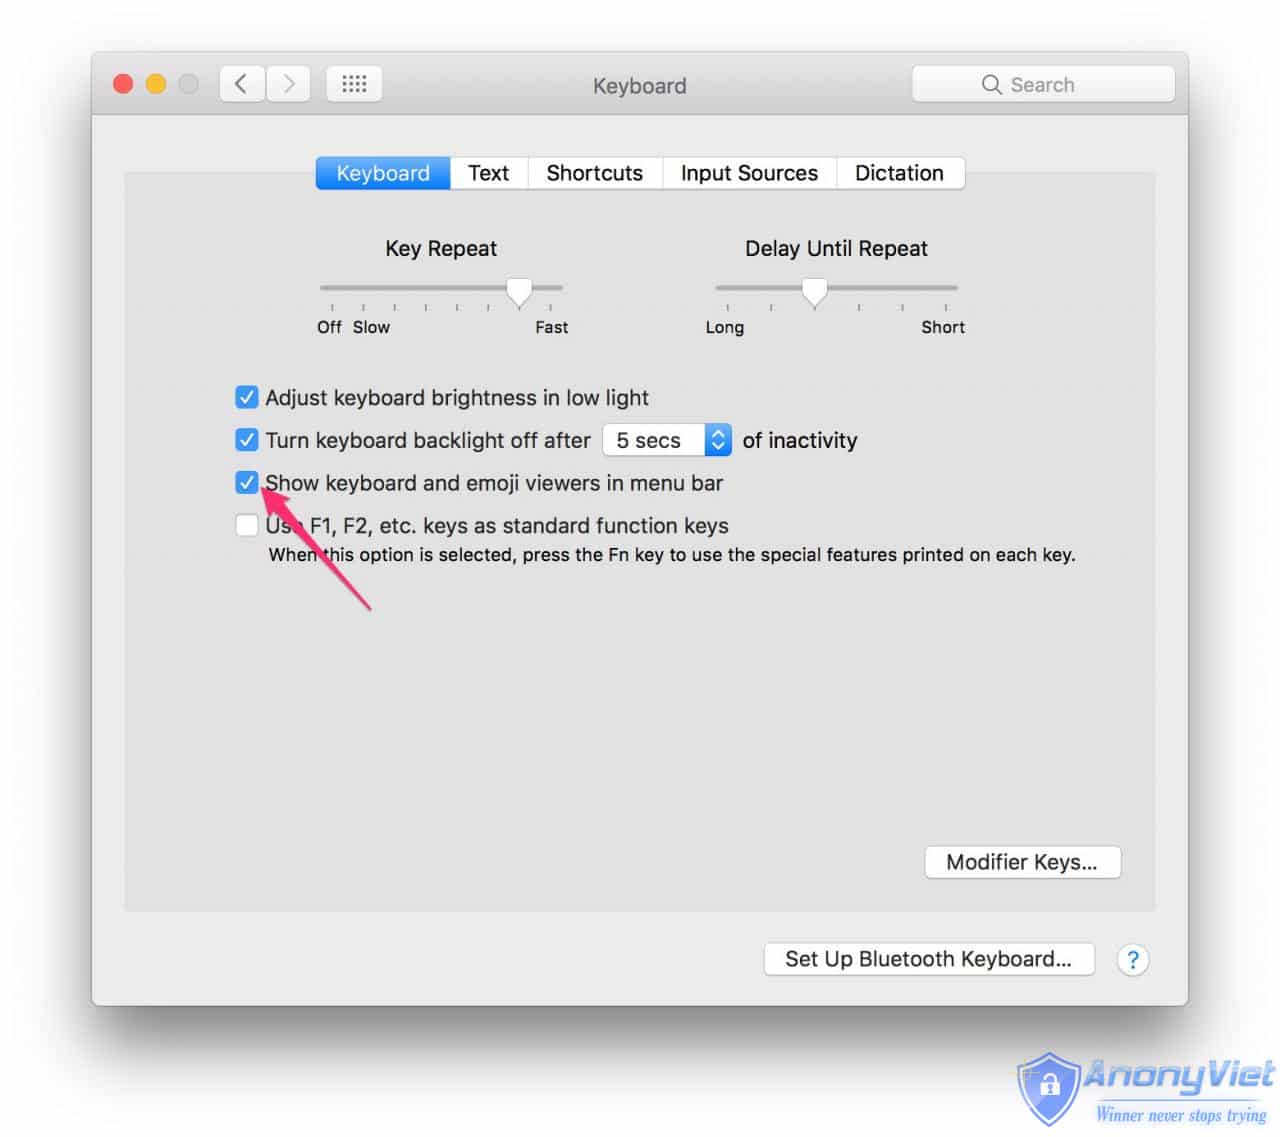 Keyboard
Search
Keyboard Text Shortcuts Input Sources Dictation
Key Repeat
Delay Until Repeat
Off Slow Fast
Long Short
Adjust keyboard brightness in low light
Turn keyboard backlight off after 5 secs of inactivity
Show keyboard and emoji viewers in menu bar
Use F1, F2, etc. keys as standard function keys
When this option is selected, press the Fn key to use the special features printed on each key.
Modifier Keys...
Set Up Bluetooth Keyboard...
?
AnonyViet
Winner never stops trying